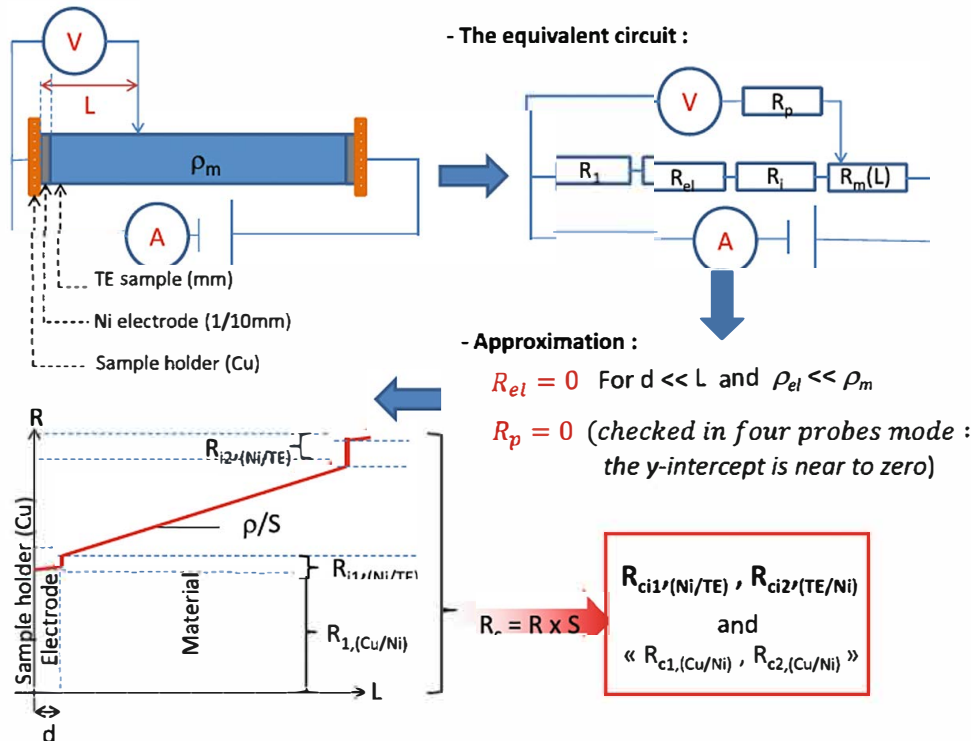 V
L
ρm
A
TE sample (mm)
Ni electrode (1/10mm)
Sample holder (Cu)
- The equivalent circuit :
V
Rp
R1
Rel
Ri
Rm(L)
A
- Approximation :
Rel = 0 For d << L and ρel << ρm
Rp = 0 (checked in four probes mode :
the y-intercept is near to zero)
R
Ri2,(Ni/TE)
ρ/S
Ri1,(Ni/TE)
R1,(Cu/Ni)
Sample holder (Cu)
Electrode
Material
L
d
Rc = R x S
Rci1,(Ni/TE) , Rci2,(TE/Ni)
and
« Rc1,(Cu/Ni) , Rc2,(Cu/Ni) »